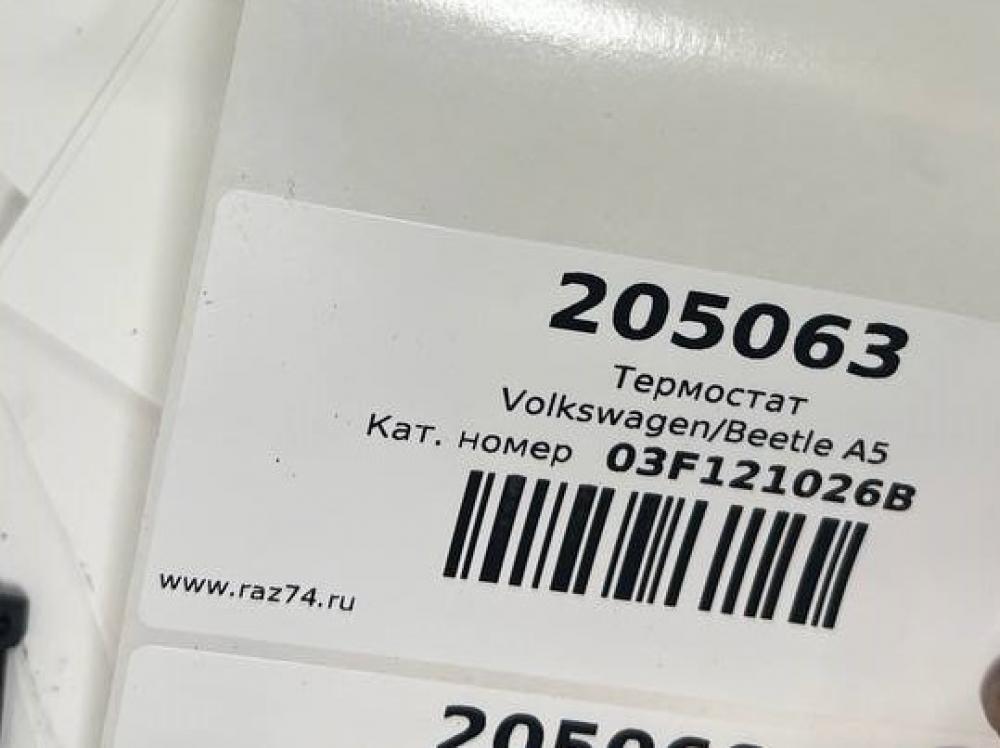 205063
Термостат
Volkswagen/Beetle A5
Кат. номер 03F121026B
www.raz74.ru